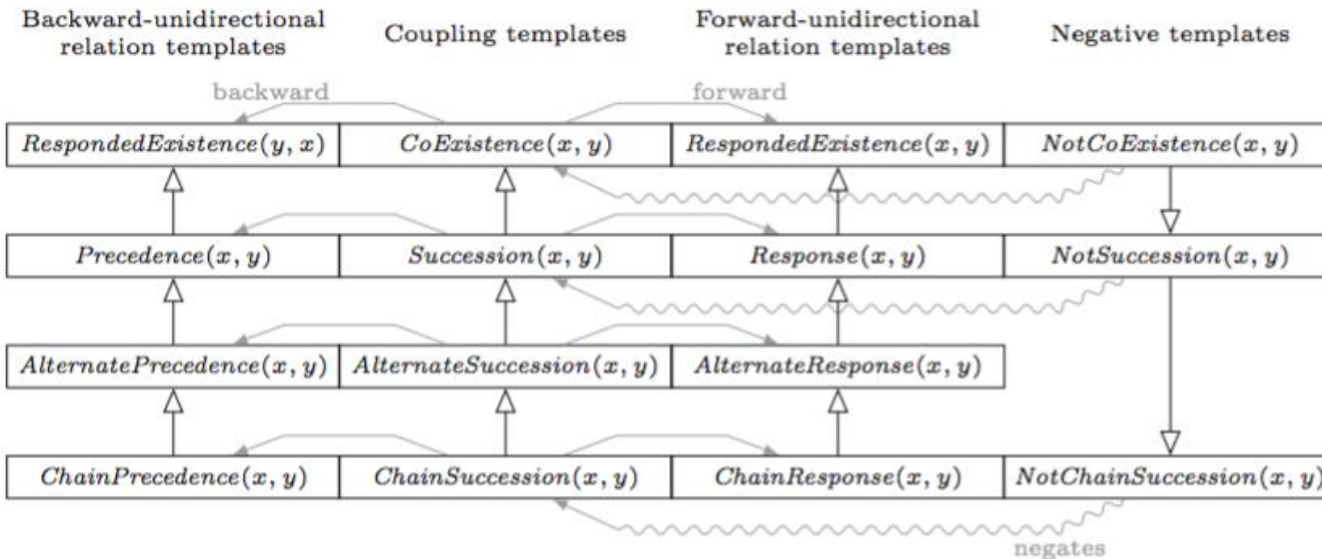 Backward-unidirectional relation templates
Coupling templates
Forward-unidirectional relation templates
Negative templates
backward
forward
RespondedExistence(y, x)
CoExistence(x, y)
RespondedExistence(x, y)
NotCoExistence(x, y)
Precedence(x, y)
Succession(x, y)
Response(x, y)
NotSuccession(x, y)
AlternatePrecedence(x, y)
AlternateSuccession(x, y)
AlternateResponse(x, y)
ChainPrecedence(x, y)
ChainSuccession(x, y)
ChainResponse(x, y)
NotChainSuccession(x, y)
negates